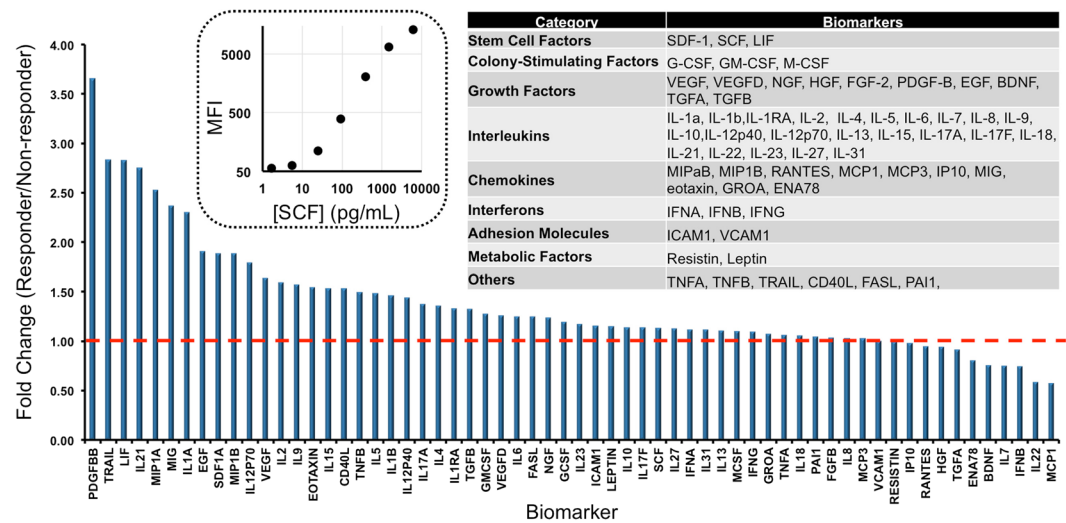 Fold Change (Responder/Non-responder)
4.00
3.50
3.00
2.50
2.00
1.50
1.00
0.50
0.00
MFI
5000
500
50
1 10 100 1000 10000
[SCF] (pg/mL)
Category Biomarkers
Stem Cell Factors SDF-1, SCF, LIF
Colony-Stimulating Factors G-CSF, GM-CSF, M-CSF
Growth Factors VEGF, VEGFD, NGF, HGF, FGF-2, PDGF-B, EGF, BDNF,
TGFA, TGFB
Interleukins IL-1a, IL-1b,IL-1RA, IL-2, IL-4, IL-5, IL-6, IL-7, IL-8, IL-9,
IL-10,IL-12p40, IL-12p70, IL-13, IL-15, IL-17A, IL-17F, IL-18,
IL-21, IL-22, IL-23, IL-27, IL-31
Chemokines MIPaB, MIP1B, RANTES, MCP1, MCP3, IP10, MIG,
eotaxin, GROA, ENA78
Interferons IFNA, IFNB, IFNG
Adhesion Molecules ICAM1, VCAM1
Metabolic Factors Resistin, Leptin
Others TNFA, TNFB, TRAIL, CD40L, FASL, PAI1,
PDGFBB
TRAIL
LIF
IL21
MIP1A
MIG
IL1A
EGF
SDF1A
MIP1B
IL12P70
VEGF
IL2
IL9
EOTAXIN
IL15
CD40L
TNFB
IL5
IL1B
IL12P40
IL17A
IL4
IL1RA
TGFB
GMCSF
VEGFD
IL6
FASL
NGF
GCSF
IL23
ICAM1
LEPTIN
IL10
IL17F
SCF
IL27
IFNA
IL31
IL13
MCSF
IFNG
GROA
TNFA
IL18
PAI1
FGFB
IL8
MCP3
VCAM1
RESISTIN
IP10
RANTES
HGF
TGFA
ENA78
BDNF
IL7
IFNB
IL22
MCP1
Biomarker